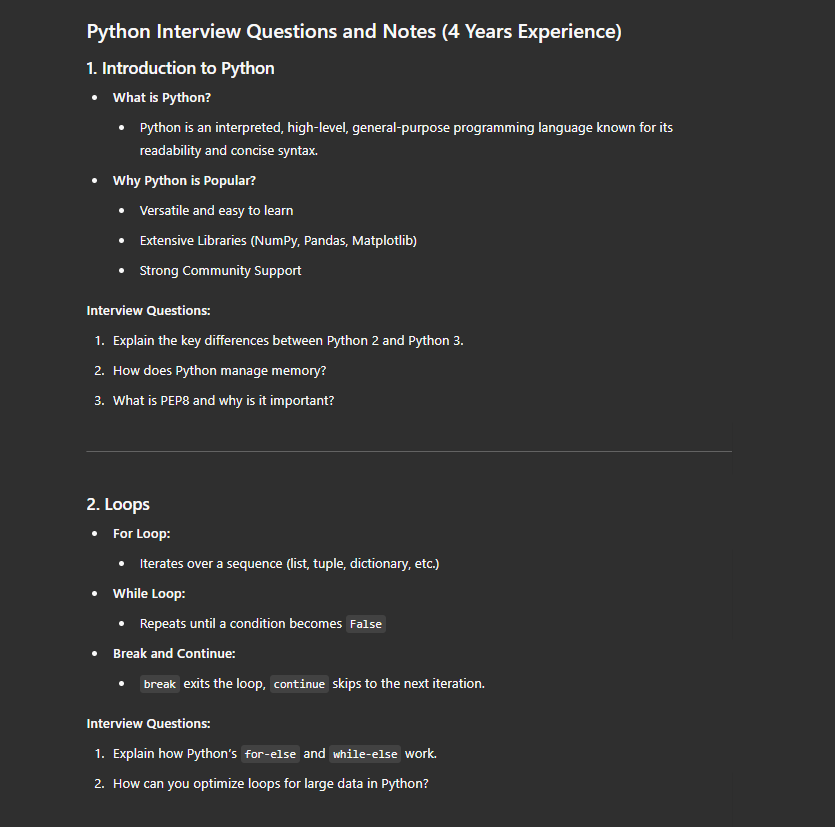 Python Interview Questions and Notes (4 Years Experience)
1. Introduction to Python
• What is Python?
• Python is an interpreted, high-level, general-purpose programming language known for its
readability and concise syntax.
• Why Python is Popular?
• Versatile and easy to learn
• Extensive Libraries (NumPy, Pandas, Matplotlib)
• Strong Community Support
Interview Questions:
1. Explain the key differences between Python 2 and Python 3.
2. How does Python manage memory?
3. What is PEP8 and why is it important?
2. Loops
• For Loop:
• Iterates over a sequence (list, tuple, dictionary, etc.)
• While Loop:
• Repeats until a condition becomes False
• Break and Continue:
• break exits the loop, continue skips to the next iteration.
Interview Questions:
1. Explain how Python’s for-else and while-else work.
2. How can you optimize loops for large data in Python?